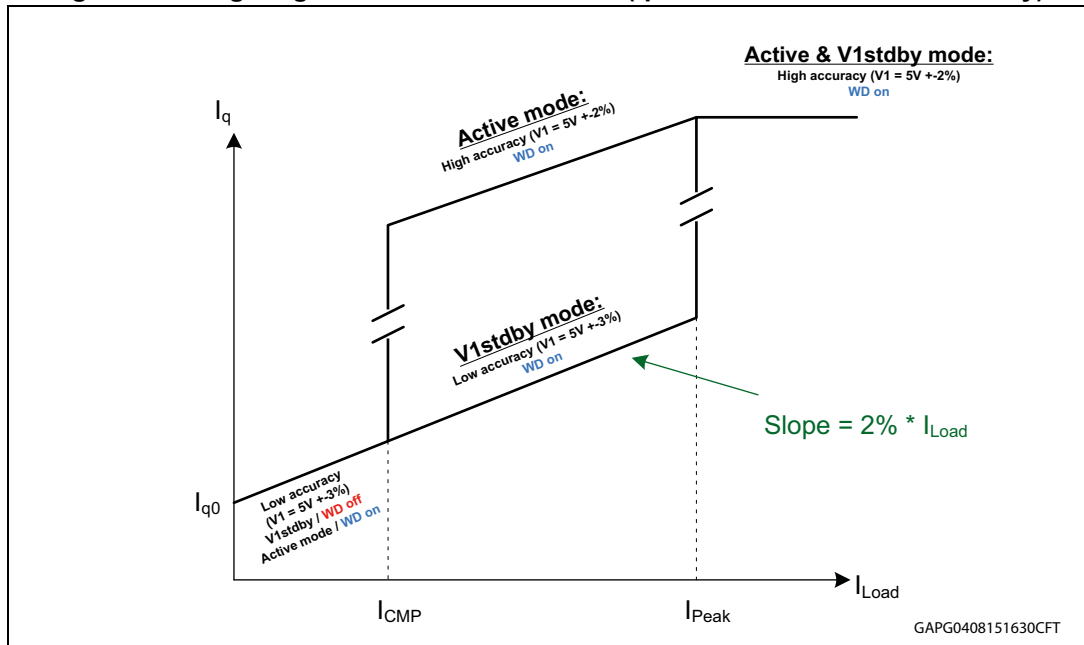 Active & V1stdby mode:
High accuracy (V1 = 5V +-2%)
WD on
Iq
Active mode:
High accuracy (V1 = 5V +-2%)
WD on
V1stdby mode:
Low accuracy (V1 = 5V +-3%)
WD on
Slope = 2% * ILoad
Iq0
Low accuracy
(V1 = 5V +-3%)
V1stdby / WD off
Active mode / WD on
ICMP
IPeak
ILoad
GAPG0408151630CFT